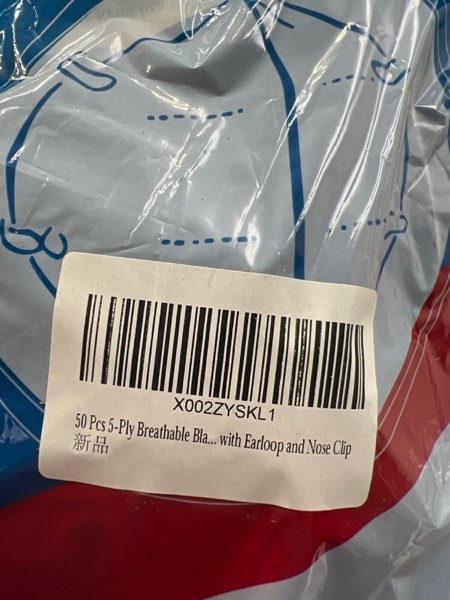 X002ZYSKL1
50 Pcs 5-Ply Breathable Bla... with Earloop and Nose Clip
新品